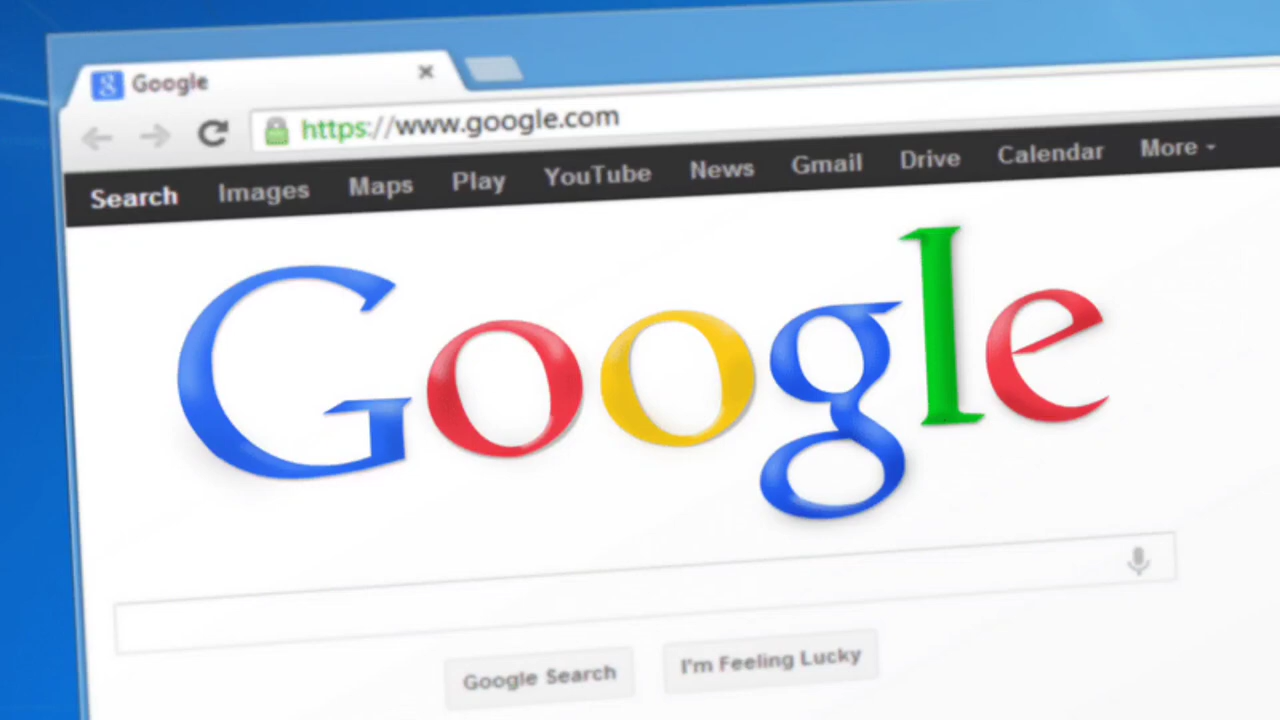 Google
https://www.google.com
Search Images Maps Play YouTube News Gmail Drive Calendar More
Google
Google Search I'm Feeling Lucky